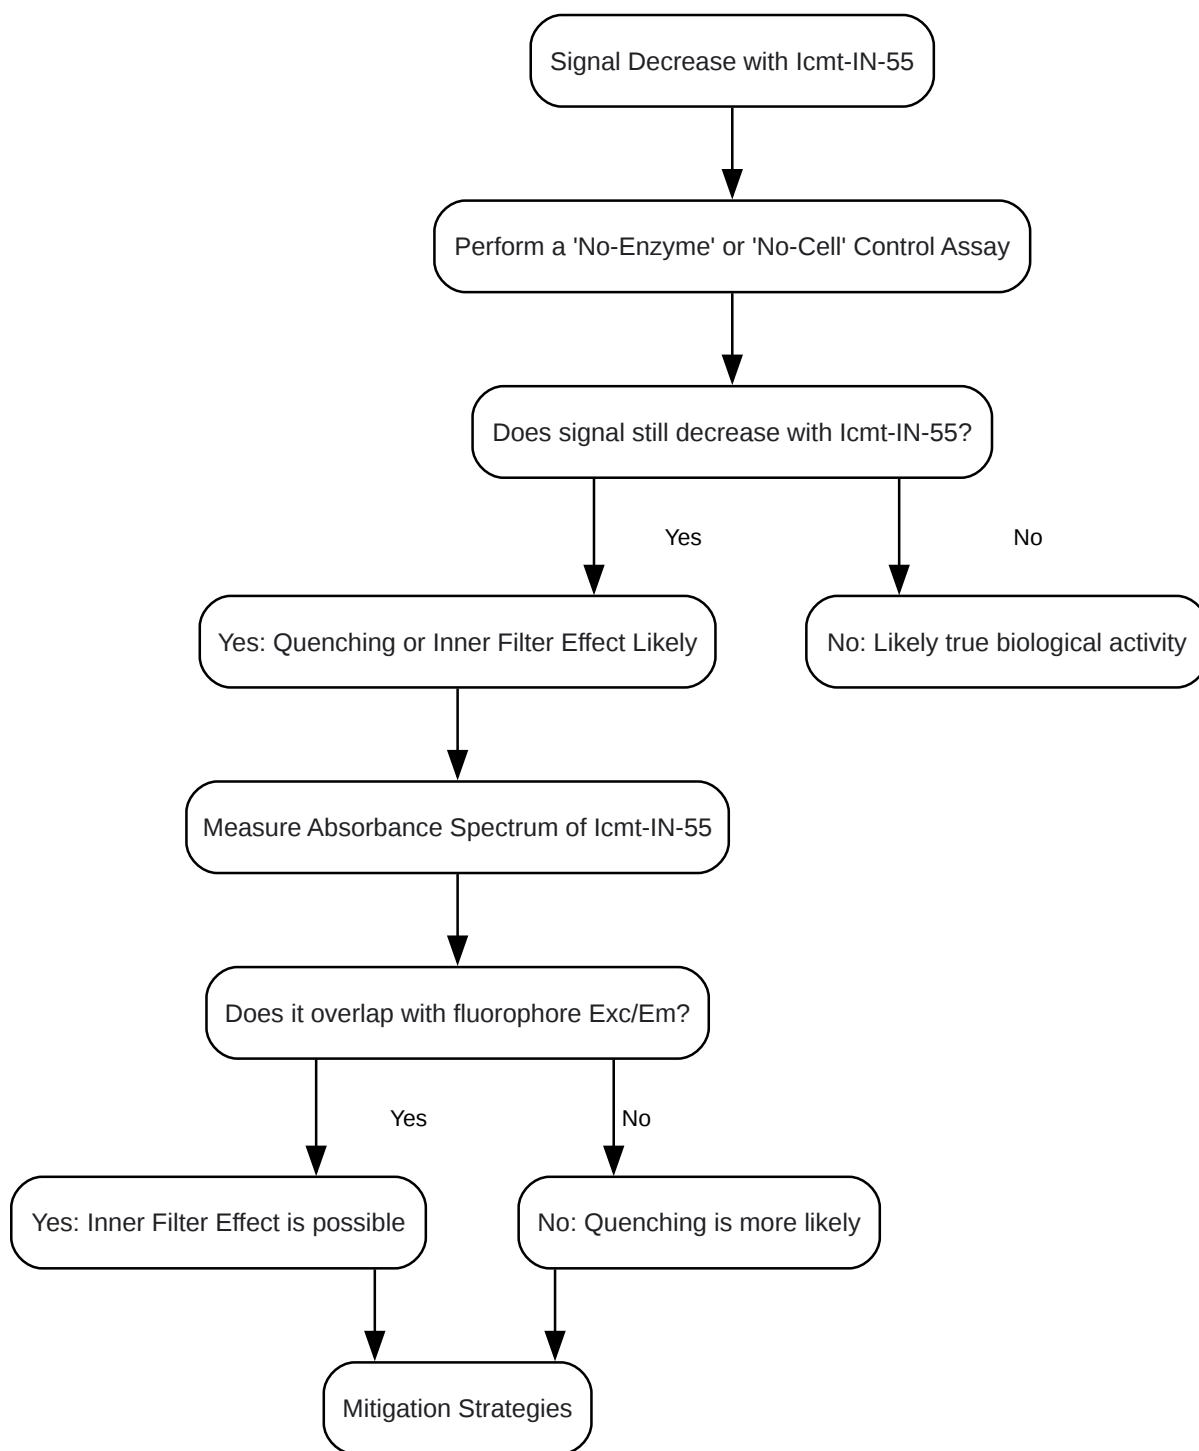 Signal Decrease with Icmt-IN-55
Perform a 'No-Enzyme' or 'No-Cell' Control Assay
Does signal still decrease with Icmt-IN-55?
Yes
No
Yes: Quenching or Inner Filter Effect Likely
No: Likely true biological activity
Measure Absorbance Spectrum of Icmt-IN-55
Does it overlap with fluorophore Exc/Em?
Yes
No
Yes: Inner Filter Effect is possible
No: Quenching is more likely
Mitigation Strategies